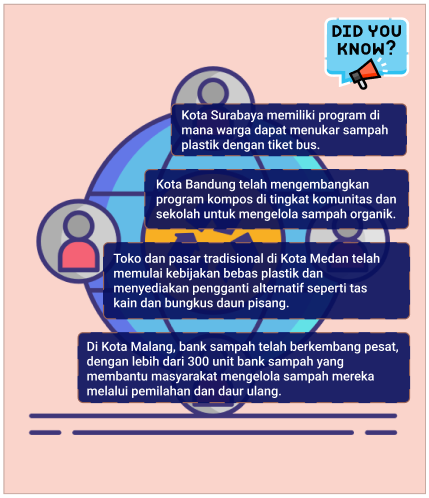 DID YOU
KNOW?
Kota Surabaya memiliki program di
mana warga dapat menukar sampah
plastik dengan tiket bus.
Kota Bandung telah mengembangkan
program kompos di tingkat komunitas dan
sekolah untuk mengelola sampah organik.
Toko dan pasar tradisional di Kota Medan telah
memulai kebijakan bebas plastik dan
menyediakan pengganti alternatif seperti tas
kain dan bungkus daun pisang.
Di Kota Malang, bank sampah telah berkembang pesat,
dengan lebih dari 300 unit bank sampah yang
membantu masyarakat mengelola sampah mereka
melalui pemilahan dan daur ulang.